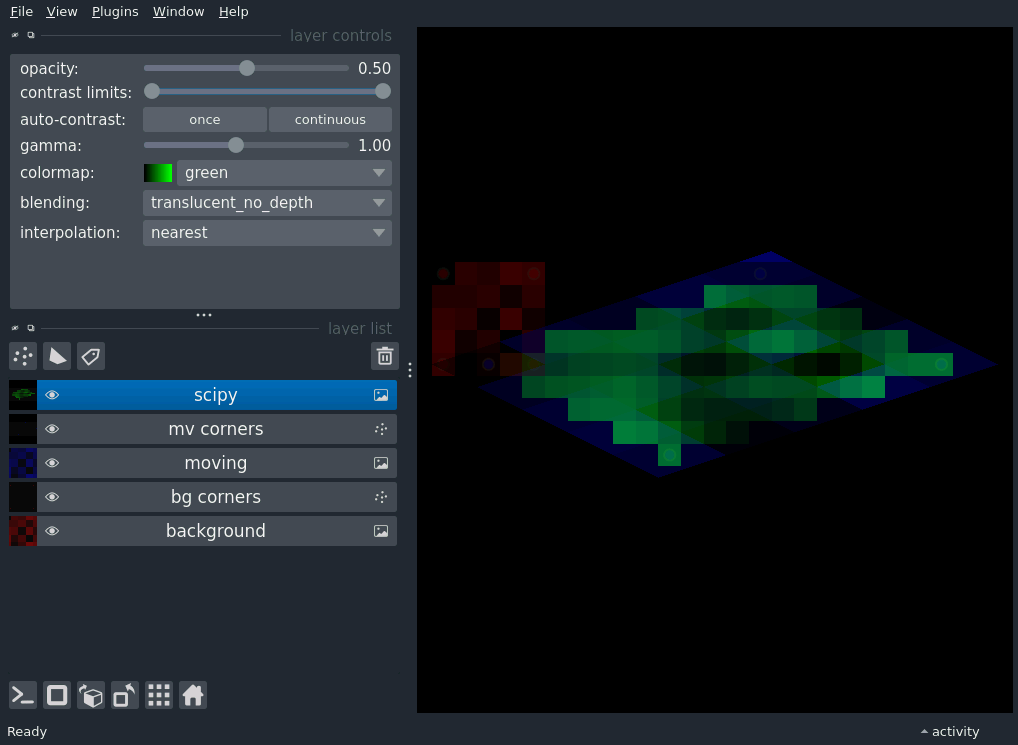 File View Plugins Window Help
layer controls
opacity: 0.50
contrast limits:
auto-contrast: once continuous
gamma: 1.00
colormap: green
blending: translucent_no_depth
interpolation: nearest
layer list
scipy
mv corners
moving
bg corners
background
Ready activity